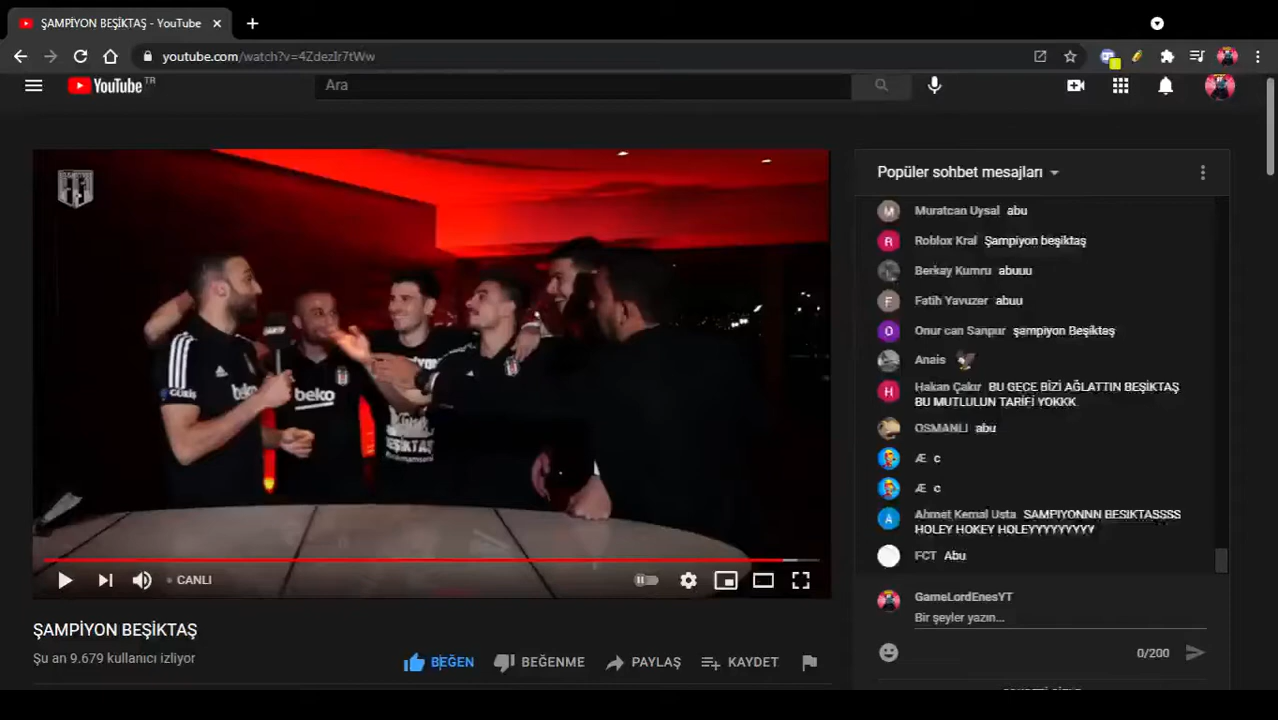 ŞAMPİYON BEŞİKTAŞ - YouTube
youtube.com/watch?v=4ZdezIr7tWw
YouTube TR
Ara
Popüler sohbet mesajları
Muratcan Uysal abu
Roblox Kral Şampiyon beşiktaş
Berkay Kumru abuuu
Fatih Yavuzer abuu
Onur can Sanpur şampiyon Beşiktaş
Anais
Hakan Çakır BU GECE BİZİ AĞLATTIN BEŞİKTAŞ
BU MUTLULUN TARİFİ YOKKK
OSMANLI abu
Æ c
Æ c
Ahmet Kemal Usta SAMPIYONNN BESIKTASSSS
HOLEY HOKEY HOLEYYYYYYYYY
FCT Abu
GameLordEnesYT
Bir şeyler yazın...
0/200
GÜRİŞ
beko
beko
BEŞİKTAŞ
CANLI
ŞAMPİYON BEŞİKTAŞ
Şu an 9.679 kullanıcı izliyor
BEĞEN
BEĞENME
PAYLAŞ
KAYDET